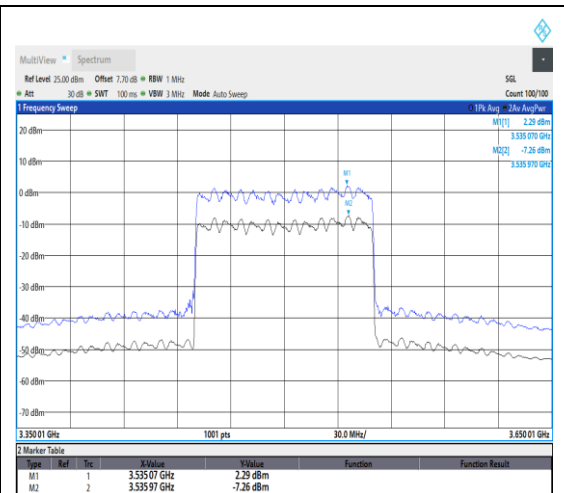 MultiView Spectrum
Ref Level 25.00 dBm Offset 7.70 dB RBW 1 MHz SGL
Att 30 dB SWT 100 ms VBW 3 MHz Mode Auto Sweep Count 100/100
1 Frequency Sweep 1Pk Avg 2Av AvgPwr
M1[1] 2.29 dBm
3.535 070 GHz
M2[2] -7.26 dBm
3.535 970 GHz
20 dBm
10 dBm
M1
0 dBm
M2
-10 dBm
-20 dBm
-30 dBm
-40 dBm
-50 dBm
-60 dBm
-70 dBm
3.350 01 GHz 1001 pts 30.0 MHz/ 3.650 01 GHz
2 Marker Table
Type Ref Trc X-Value Y-Value Function Function Result
M1 1 3.535 07 GHz 2.29 dBm
M2 2 3.535 97 GHz -7.26 dBm